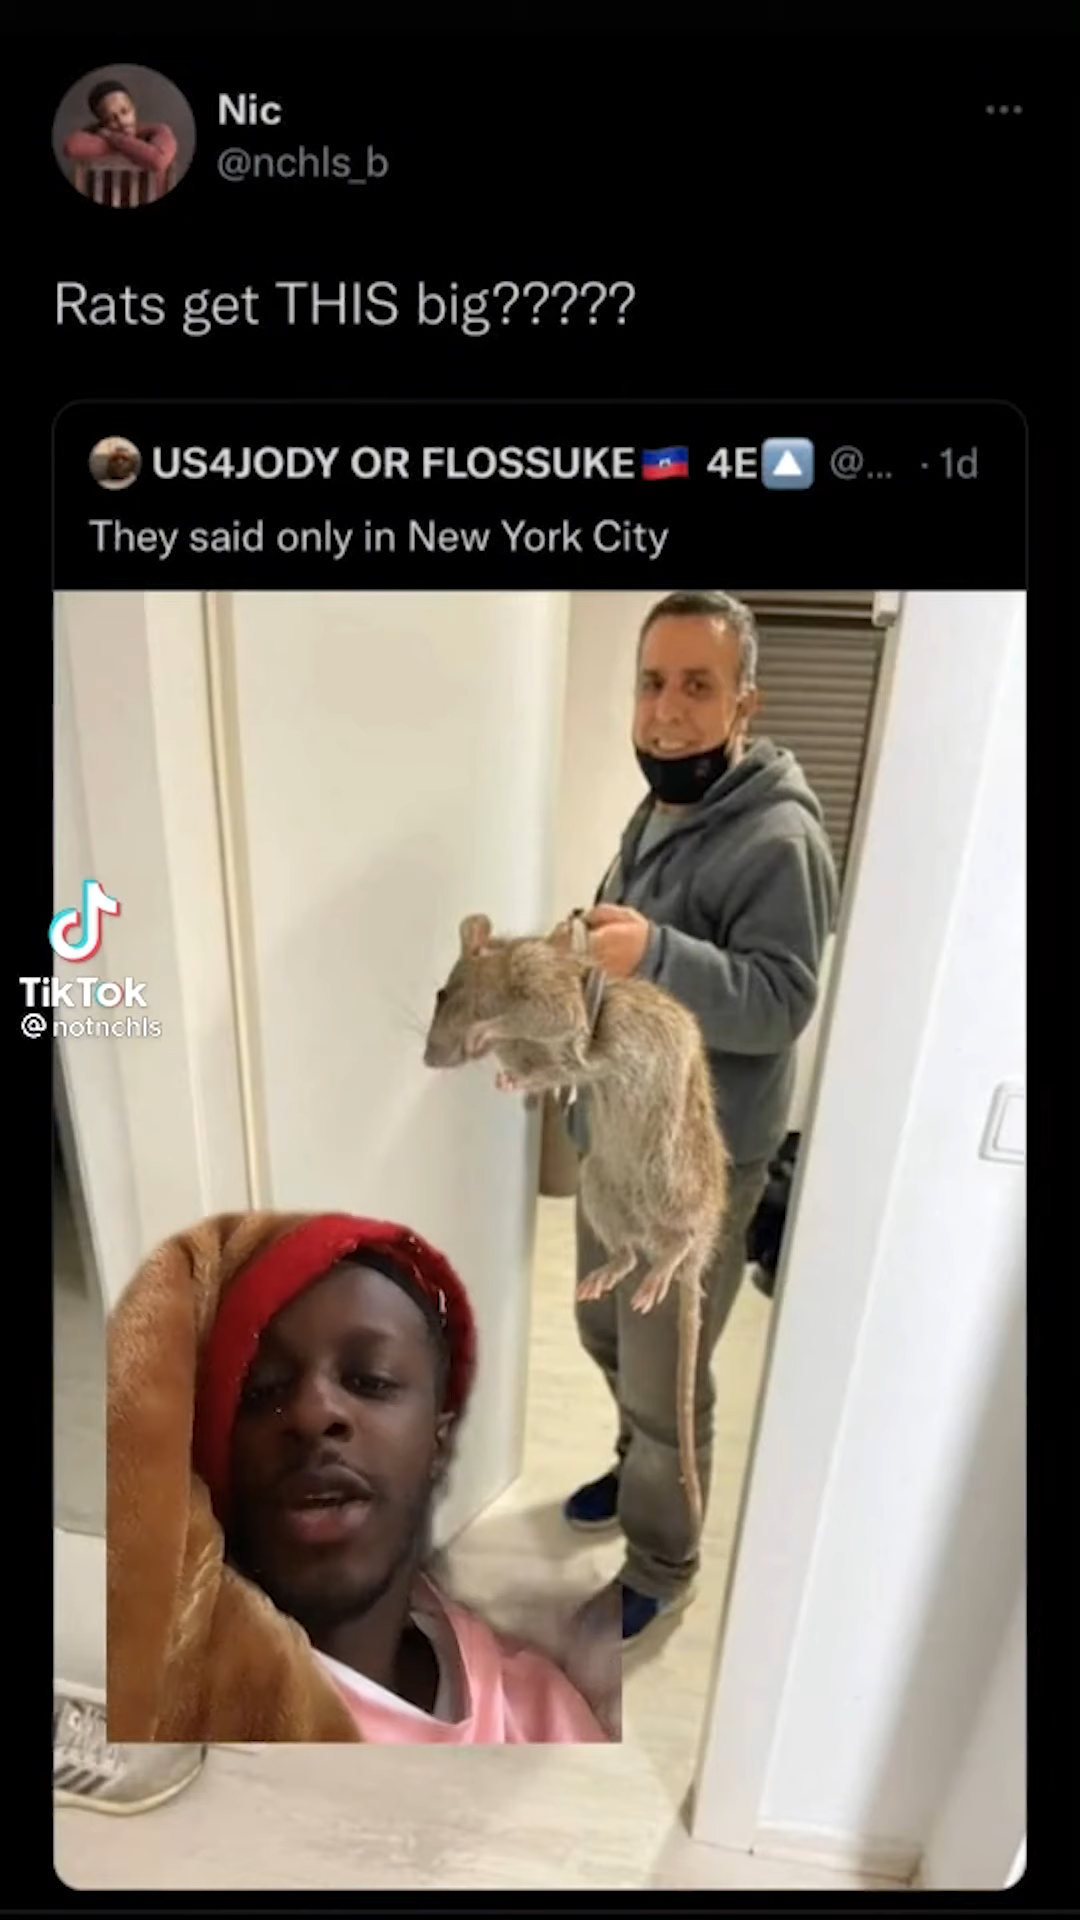 Nic
@nchls_b
Rats get THIS big?????
US4JODY OR FLOSSUKE🇭🇹 4E🔼 @... · 1d
They said only in New York City
TikTok
@notnchls